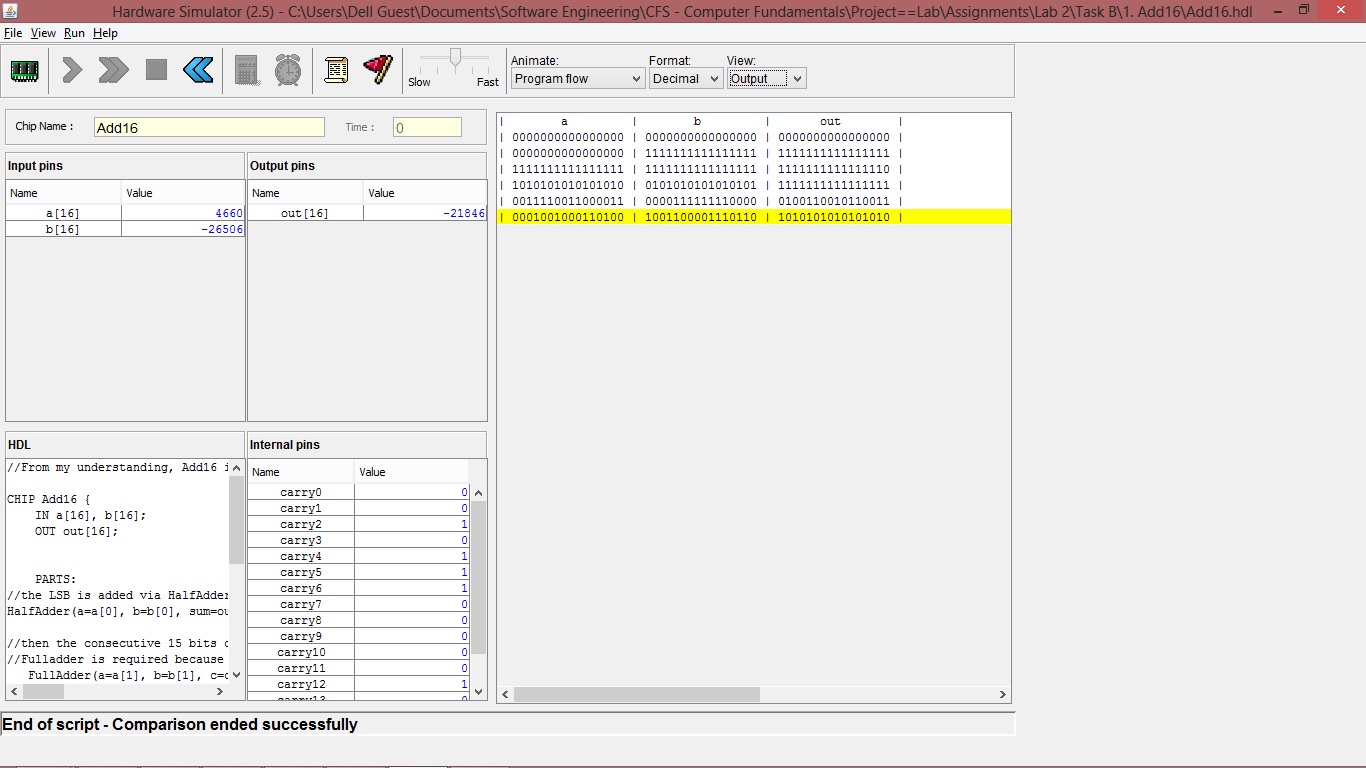 Hardware Simulator (2.5) - C:\Users\Dell Guest\Documents\Software Engineering\CFS - Computer Fundamentals\Project==Lab\Assignments\Lab 2\Task B\1. Add16\Add16.hdl
File View Run Help
Slow Fast
Animate: Format: View:
Program flow Decimal Output
Chip Name : Add16 Time : 0
Input pins
Name Value
a[16] 4660
b[16] -26506
Output pins
Name Value
out[16] -21846
| a | b | out |
| 0000000000000000 | 0000000000000000 | 0000000000000000 |
| 0000000000000000 | 1111111111111111 | 1111111111111111 |
| 1111111111111111 | 1111111111111111 | 1111111111111110 |
| 1010101010101010 | 0101010101010101 | 1111111111111111 |
| 0011110011000011 | 0000111111110000 | 0100110010110011 |
| 0001001000110100 | 1001100001110110 | 1010101010101010 |
HDL
//From my understanding, Add16 i
CHIP Add16 {
IN a[16], b[16];
OUT out[16];
PARTS:
//the LSB is added via HalfAdder
HalfAdder(a=a[0], b=b[0], sum=ou
//then the consecutive 15 bits
//Fulladder is required because
FullAdder(a=a[1], b=b[1], c=c
Internal pins
Name Value
carry0 0
carry1 0
carry2 1
carry3 0
carry4 1
carry5 1
carry6 1
carry7 0
carry8 0
carry9 0
carry10 0
carry11 0
carry12 1
carry13 0
End of script - Comparison ended successfully